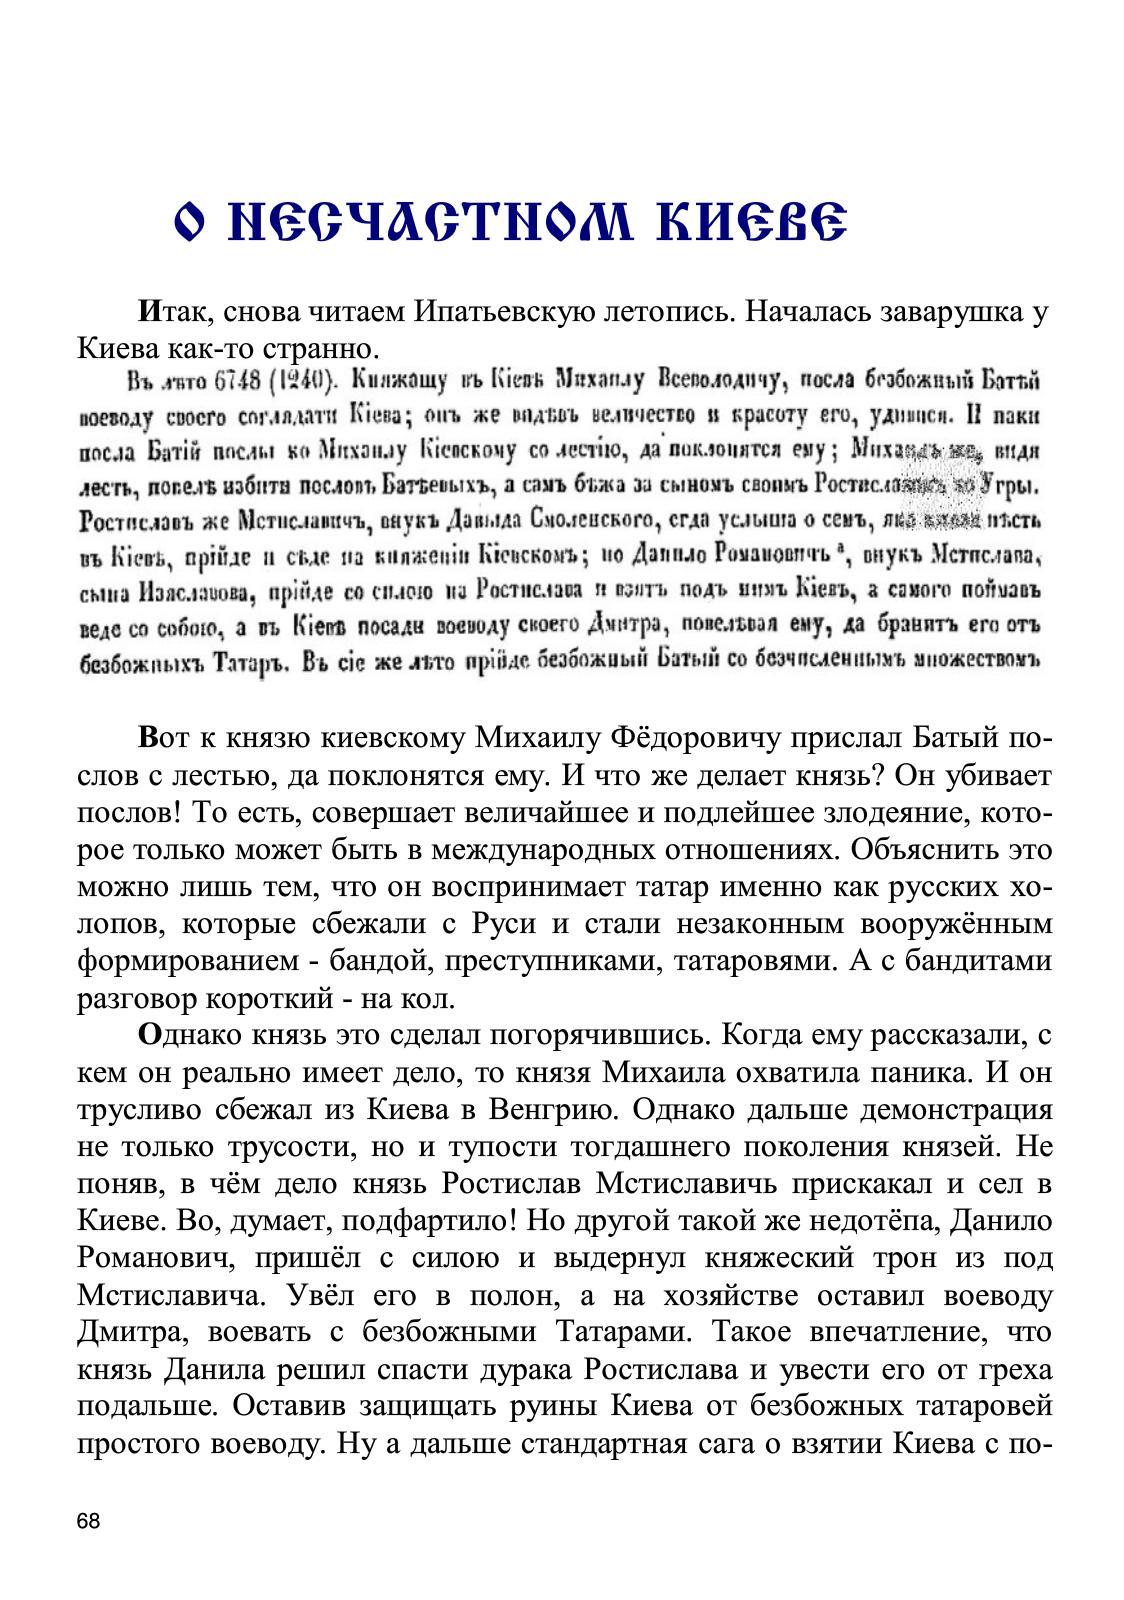 О НЕСЧАСТНОМ КИЕВЕ
Итак, снова читаем Ипатьевскую летопись. Началась заварушка у
Киева как-то странно.
Въ лѣто 6748 (1240). Княжащу въ Кіевѣ Михаилу Всеволодичу, посла безбожный Батый
воеводу своего соглядати Кіева; онъ же видѣвъ величество и красоту его, удивися. И паки
посла Батій послы ко Михаилу Кіевскому со лестію, да поклонятся ему; Михаилъ же, видя
лесть, повелѣ избити пословъ Батѣевыхъ, а самъ бѣжа за сыномъ своимъ Ростиславомъ во Угры.
Ростиславъ же Мстиславичъ, внукъ Давыда Смоленского, егда услыша о семъ, яко князя нѣсть
въ Кіевѣ, прійде и сѣде на княженіи Кіевскомъ; но Данило Романовичъ ª, внукъ Мстислава,
сына Изяславова, прійде со силою на Ростислава и взятъ подъ нимъ Кіевъ, а самого поймавъ
веде со собою, а въ Кіевѣ посади воеводу своего Дмитра, повелѣвая ему, да бранитъ его отъ
безбожныхъ Татаръ. Въ сіе же лѣто прійде безбожный Батый со безчисленнымъ множествомъ
Вот к князю киевскому Михаилу Фёдоровичу прислал Батый по-
слов с лестью, да поклонятся ему. И что же делает князь? Он убивает
послов! То есть, совершает величайшее и подлейшее злодеяние, кото-
рое только может быть в международных отношениях. Объяснить это
можно лишь тем, что он воспринимает татар именно как русских хо-
лопов, которые сбежали с Руси и стали незаконным вооружённым
формированием - бандой, преступниками, татаровями. А с бандитами
разговор короткий - на кол.
Однако князь это сделал погорячившись. Когда ему рассказали, с
кем он реально имеет дело, то князя Михаила охватила паника. И он
трусливо сбежал из Киева в Венгрию. Однако дальше демонстрация
не только трусости, но и тупости тогдашнего поколения князей. Не
поняв, в чём дело князь Ростислав Мстиславичь прискакал и сел в
Киеве. Во, думает, подфартило! Но другой такой же недотёпа, Данило
Романович, пришёл с силою и выдернул княжеский трон из под
Мстиславича. Увёл его в полон, а на хозяйстве оставил воеводу
Дмитра, воевать с безбожными Татарами. Такое впечатление, что
князь Данила решил спасти дурака Ростислава и увести его от греха
подальше. Оставив защищать руины Киева от безбожных татаровей
простого воеводу. Ну а дальше стандартная сага о взятии Киева с по-
68